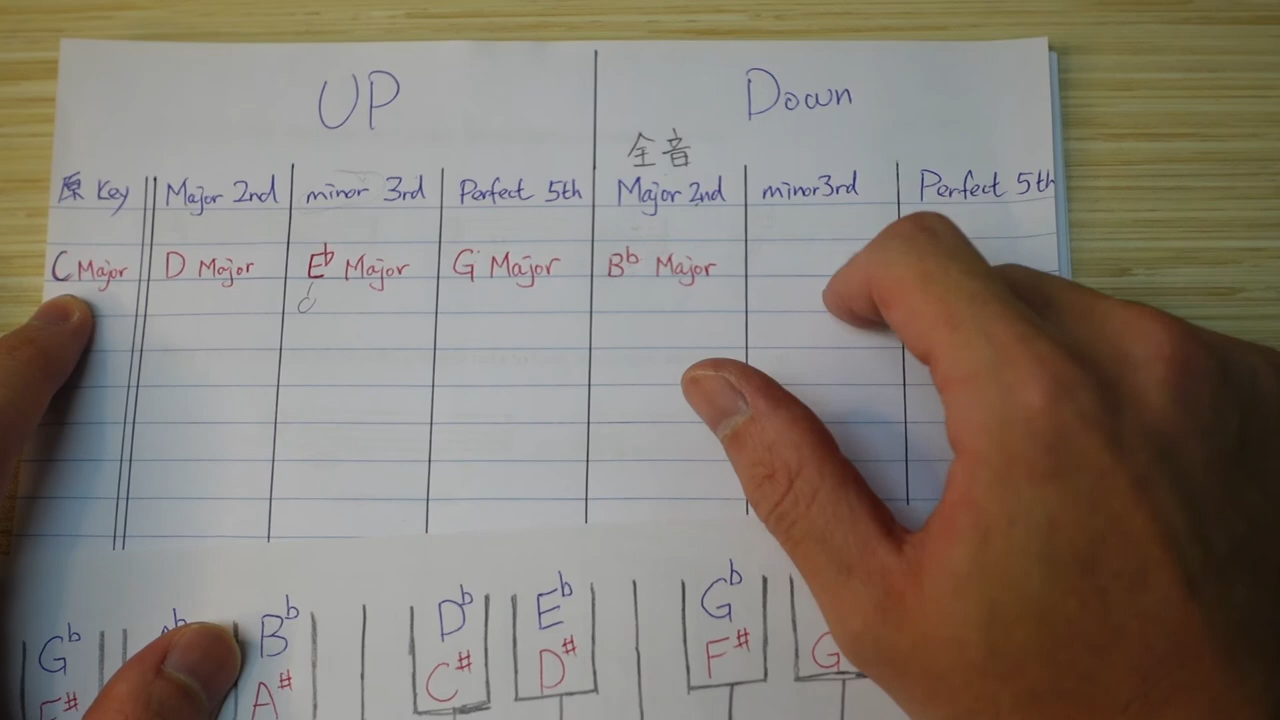 UP Down
全音
原 Key Major 2nd minor 3rd Perfect 5th Major 2nd minor3rd Perfect 5th
C Major D Major E♭ Major G Major B♭ Major
G♭ B♭ D♭ E♭ G♭
F# A# C# D# F# G